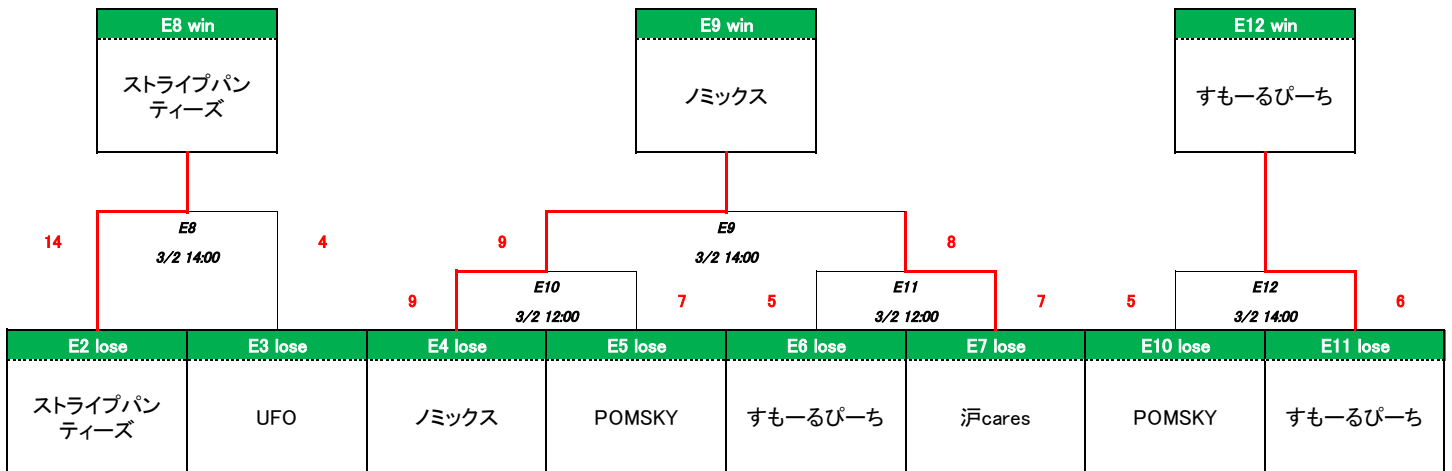 E8 win
E9 win
E12 win
ストライプパン
ティーズ
ノミックス
すもーるぴーち
14
E8
3/2 14:00
4
9
E9
3/2 14:00
8
9
E10
3/2 12:00
7
5
E11
3/2 12:00
7
5
E12
3/2 14:00
6
E2 lose
E3 lose
E4 lose
E5 lose
E6 lose
E7 lose
E10 lose
E11 lose
ストライプパン
ティーズ
UFO
ノミックス
POMSKY
すもーるぴーち
沪cares
POMSKY
すもーるぴーち